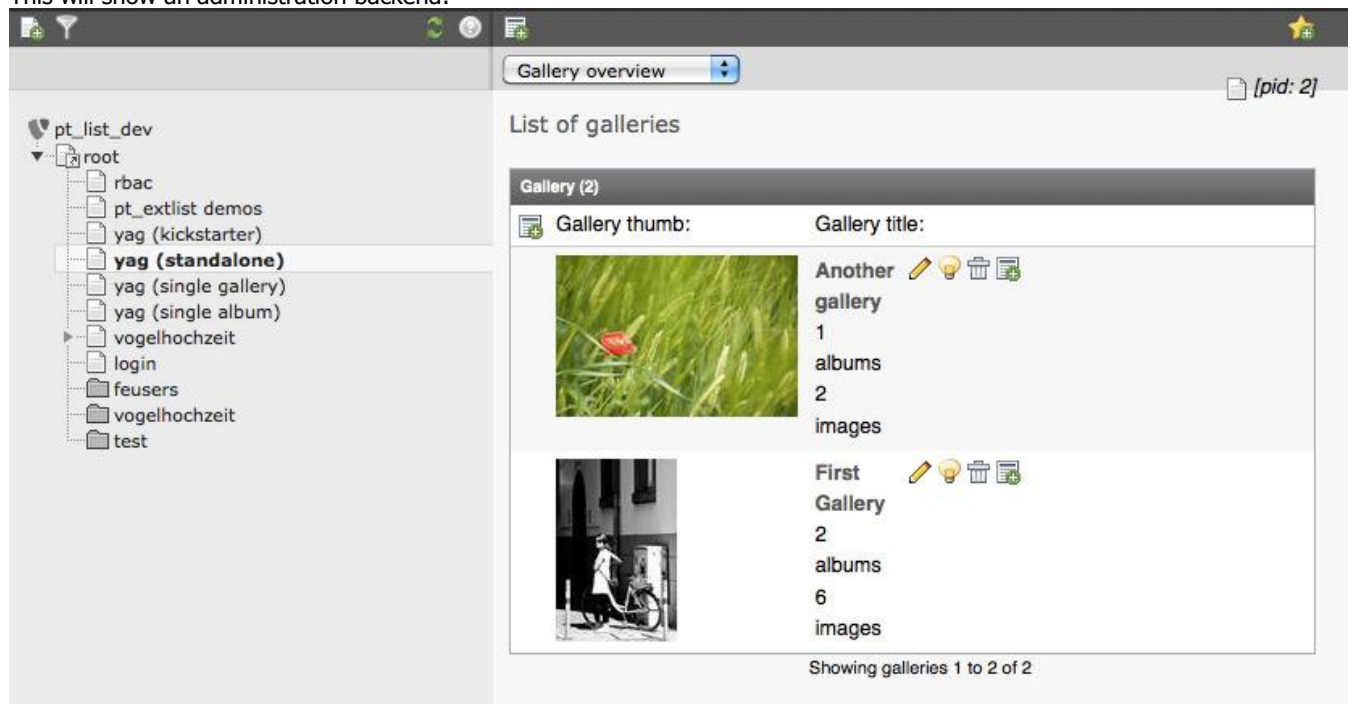 This will show an administration backend:
Gallery overview
[pid: 2]
pt_list_dev
root
rbac
pt_extlist demos
yag (kickstarter)
yag (standalone)
yag (single gallery)
yag (single album)
vogelhochzeit
login
feusers
vogelhochzeit
test
List of galleries
Gallery (2)
Gallery thumb: Gallery title:
Another
gallery
1
albums
2
images
First
Gallery
2
albums
6
images
Showing galleries 1 to 2 of 2